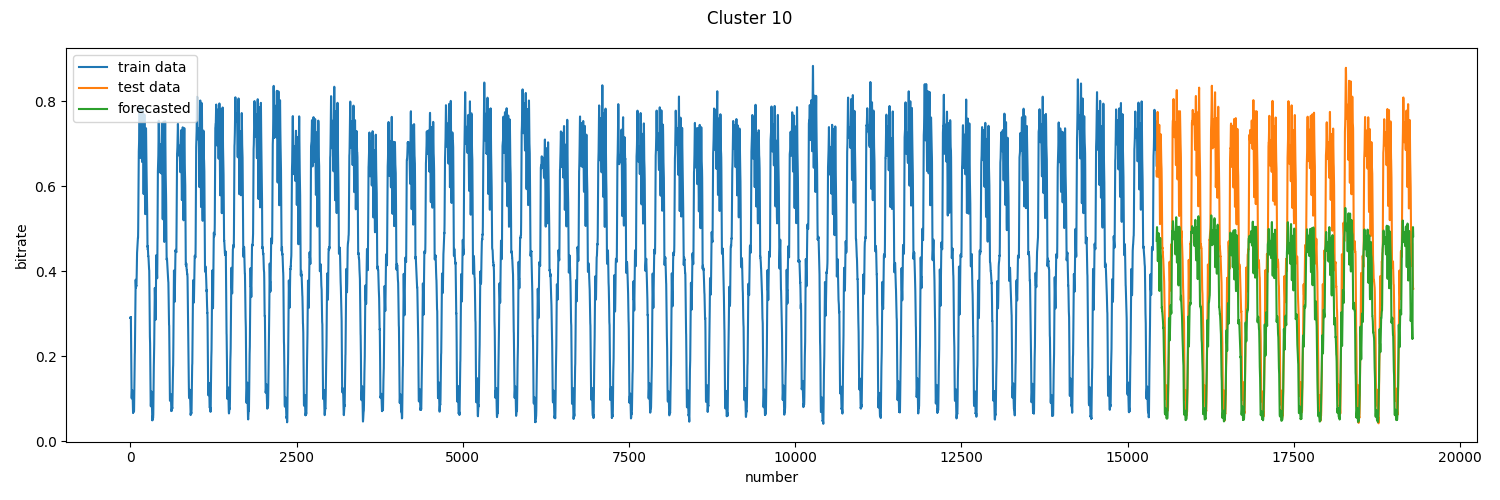 Cluster 10
train data
test data
forecasted
bitrate
0.8
0.6
0.4
0.2
0.0
0 2500 5000 7500 10000 12500 15000 17500 20000
number